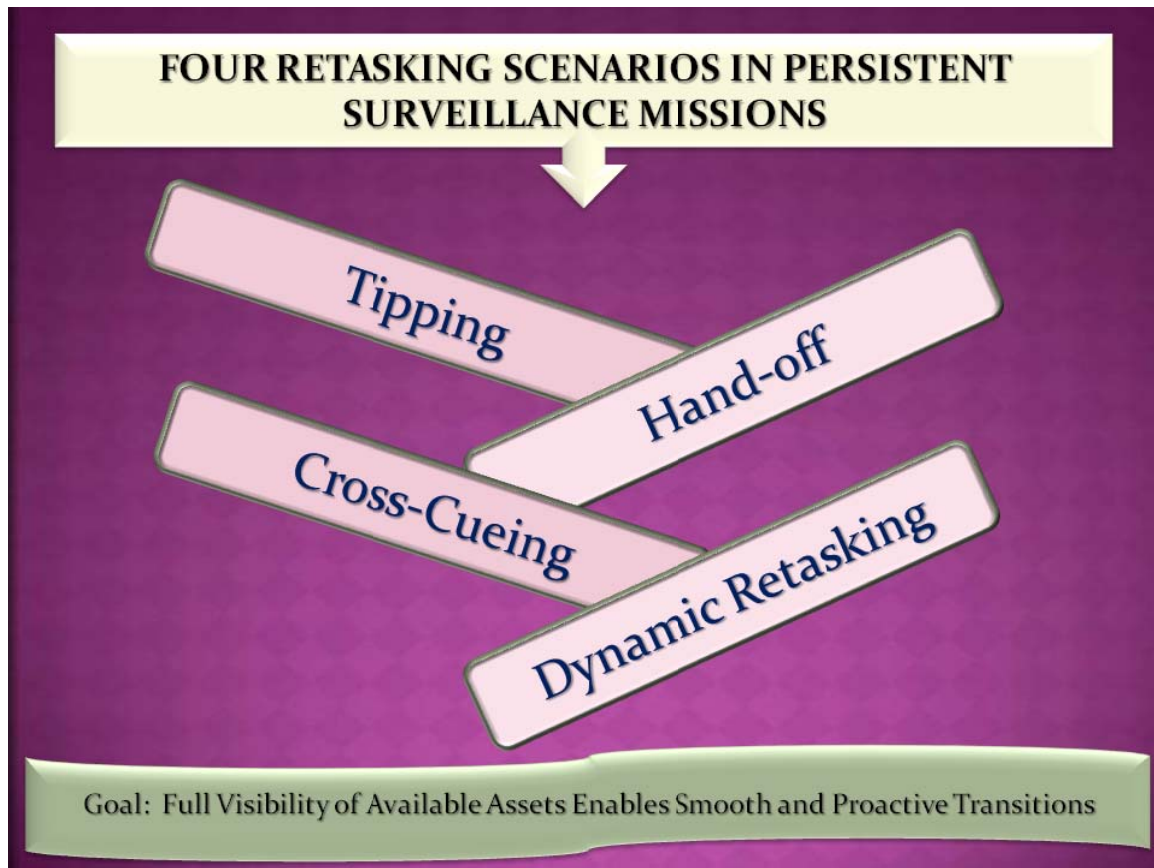 FOUR RETASKING SCENARIOS IN PERSISTENT
SURVEILLANCE MISSIONS
Tipping
Hand-off
Cross-Cueing
Dynamic Retasking
Goal: Full Visibility of Available Assets Enables Smooth and Proactive Transitions